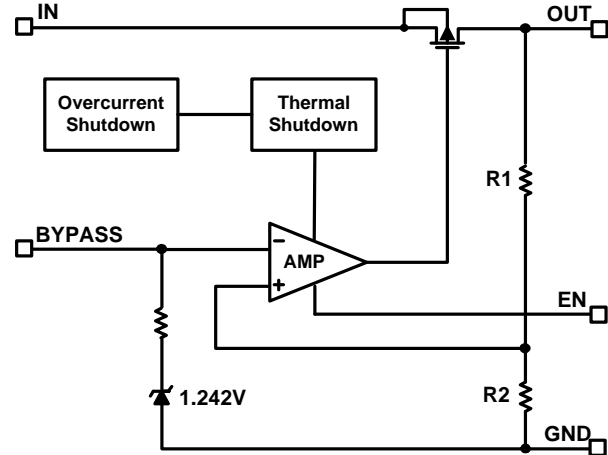 IN
OUT
Overcurrent
Shutdown
Thermal
Shutdown
R1
BYPASS
−
AMP
+
EN
1.242V
R2
GND